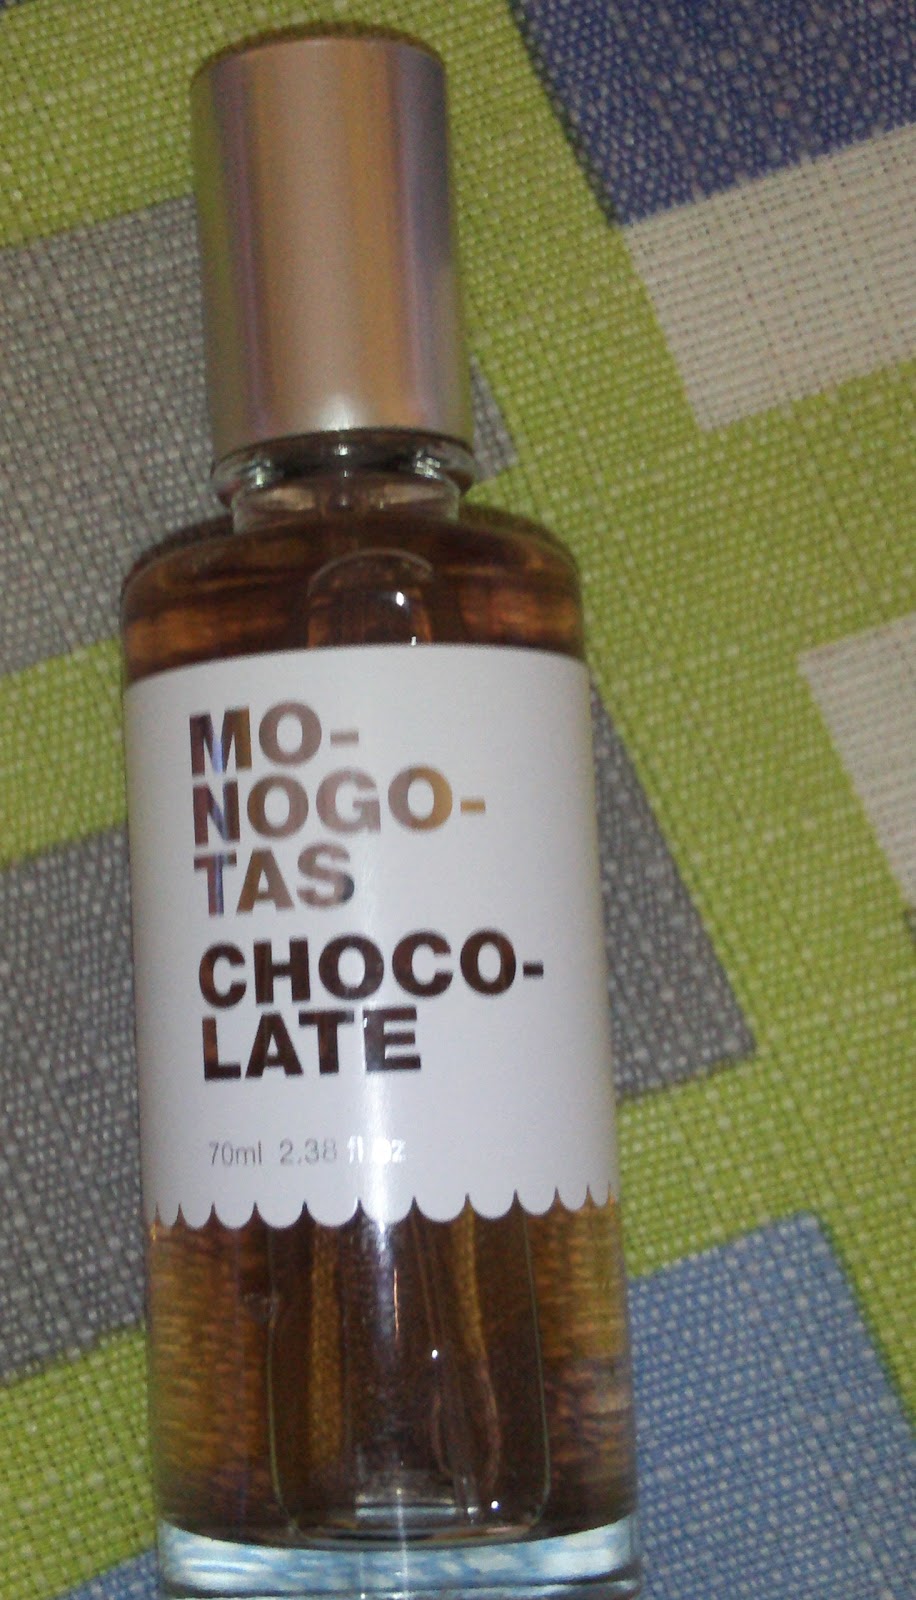 MO-
NOGO-
TAS
CHOCO-
LATE
70ml 2.38 fl oz